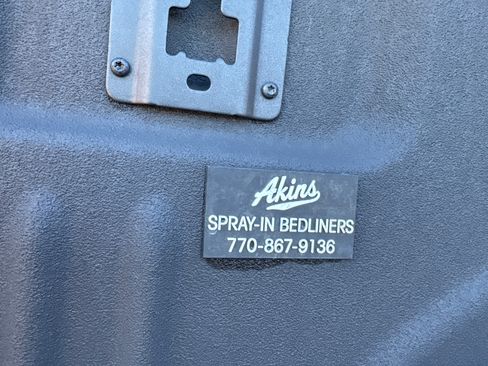 Akins
SPRAY-IN BEDLINERS
770-867-9136